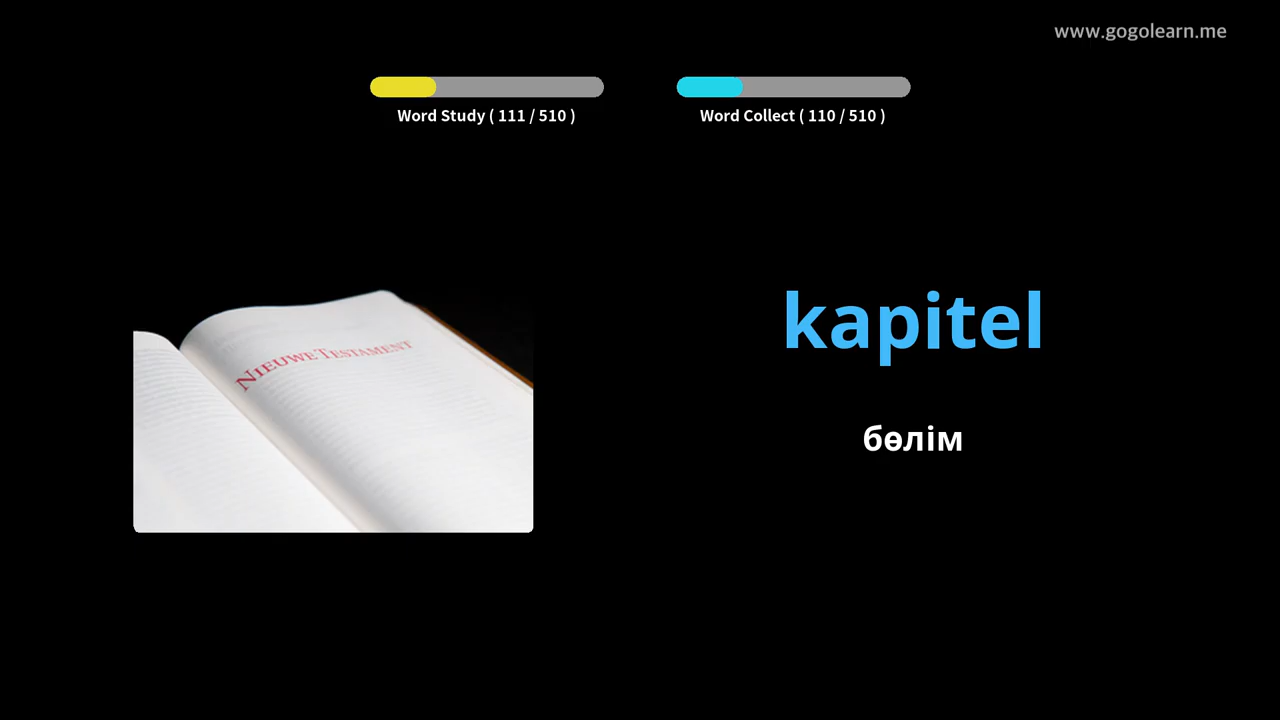 www.gogolearn.me
Word Study ( 111 / 510 )
Word Collect ( 110 / 510 )
NIEUWE TESTAMENT
kapitel
бөлім